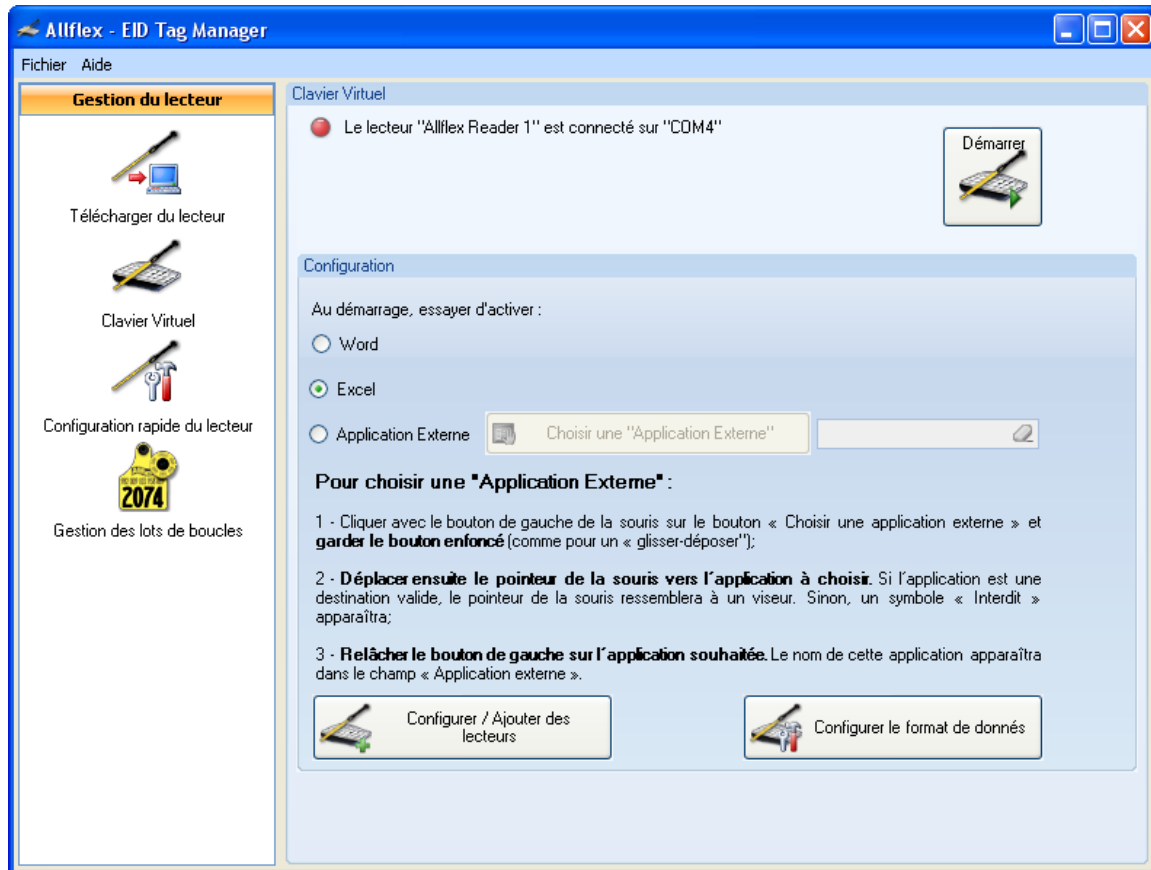 Allflex - EID Tag Manager
Fichier Aide
Gestion du lecteur
Télécharger du lecteur
Clavier Virtuel
Configuration rapide du lecteur
2074
Gestion des lots de boucles
Clavier Virtuel
Le lecteur "Allflex Reader 1" est connecté sur "COM4"
Démarrer
Configuration
Au démarrage, essayer d'activer :
Word
Excel
Application Externe
Choisir une "Application Externe"
Pour choisir une "Application Externe" :
1 - Cliquer avec le bouton de gauche de la souris sur le bouton « Choisir une application externe » et
garder le bouton enfoncé (comme pour un « glisser-déposer");
2 - Déplacer ensuite le pointeur de la souris vers l´application à choisir. Si l´application est une
destination valide, le pointeur de la souris ressemblera à un viseur. Sinon, un symbole « Interdit »
apparaîtra;
3 - Relâcher le bouton de gauche sur l´application souhaitée. Le nom de cette application apparaîtra
dans le champ « Application externe ».
Configurer / Ajouter des
lecteurs
Configurer le format de donnés